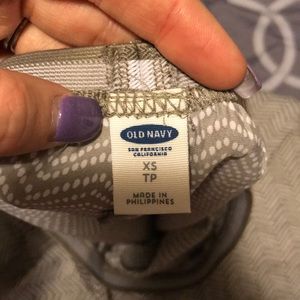 OLD NAVY
SAN FRANCISCO
CALIFORNIA
XS
TP
MADE IN
PHILIPPINES